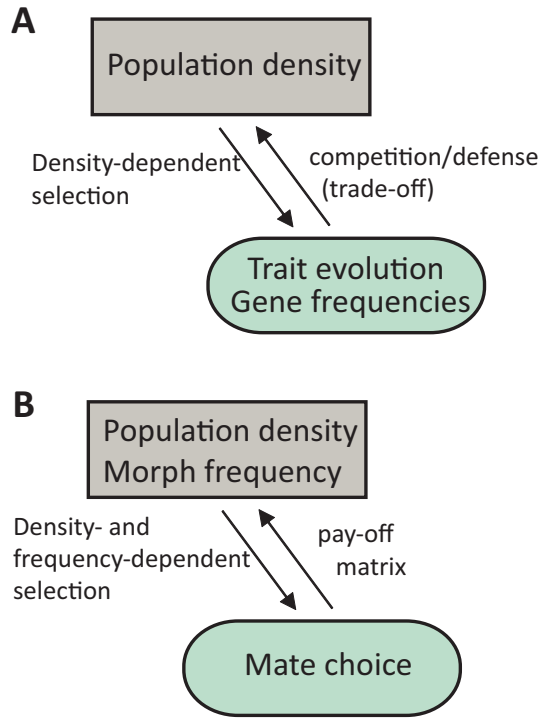 A
Population density
Density-dependent
selection
competition/defense
(trade-off)
Trait evolution
Gene frequencies
B
Population density
Morph frequency
Density- and
frequency-dependent
selection
pay-off
matrix
Mate choice